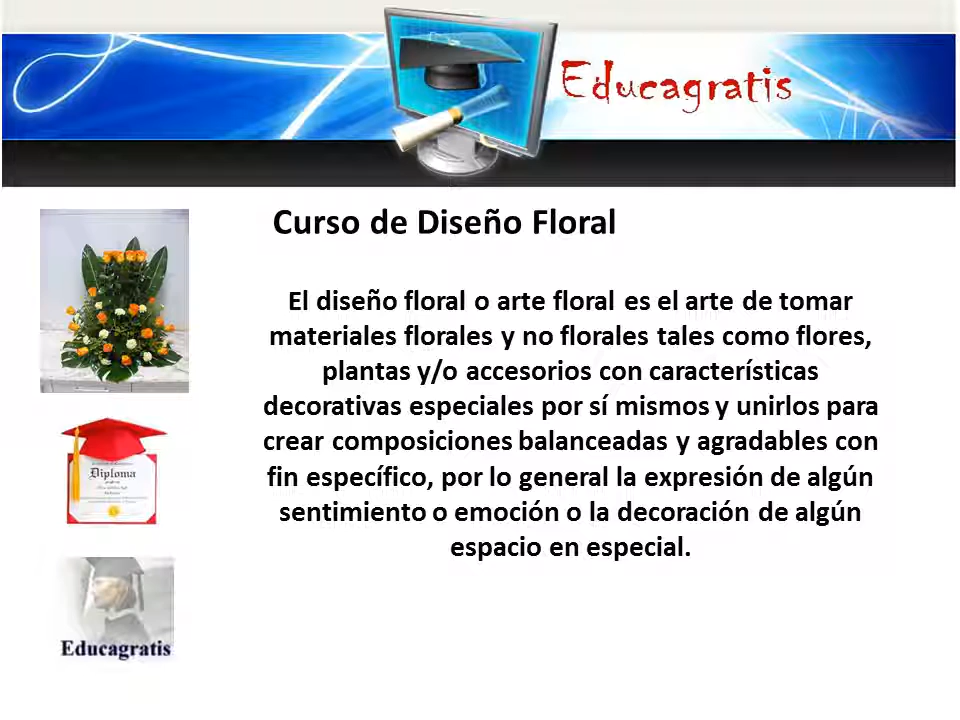 Educagratis
Curso de Diseño Floral
El diseño floral o arte floral es el arte de tomar
materiales florales y no florales tales como flores,
plantas y/o accesorios con características
decorativas especiales por sí mismos y unirlos para
crear composiciones balanceadas y agradables con
fin específico, por lo general la expresión de algún
sentimiento o emoción o la decoración de algún
espacio en especial.
Diploma
Educagratis